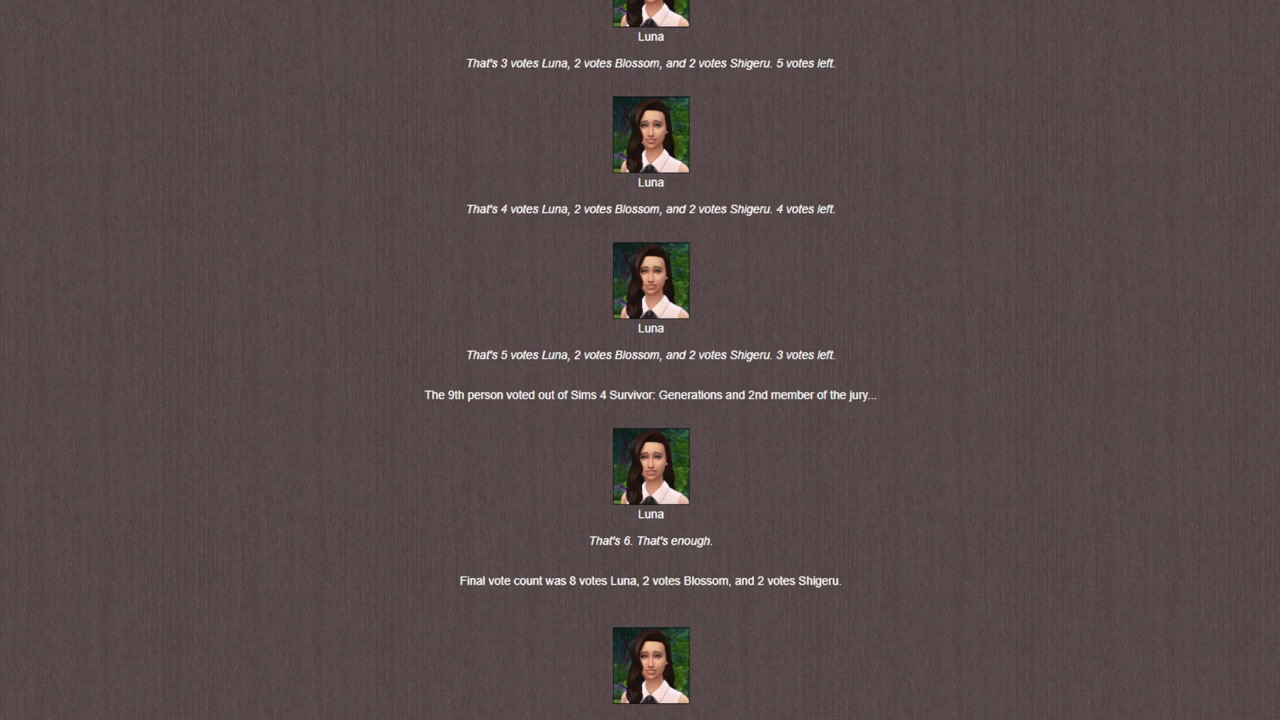 Luna
That's 3 votes Luna, 2 votes Blossom, and 2 votes Shigeru. 5 votes left.
Luna
That's 4 votes Luna, 2 votes Blossom, and 2 votes Shigeru. 4 votes left.
Luna
That's 5 votes Luna, 2 votes Blossom, and 2 votes Shigeru. 3 votes left.
The 9th person voted out of Sims 4 Survivor: Generations and 2nd member of the jury...
Luna
That's 6. That's enough.
Final vote count was 8 votes Luna, 2 votes Blossom, and 2 votes Shigeru.